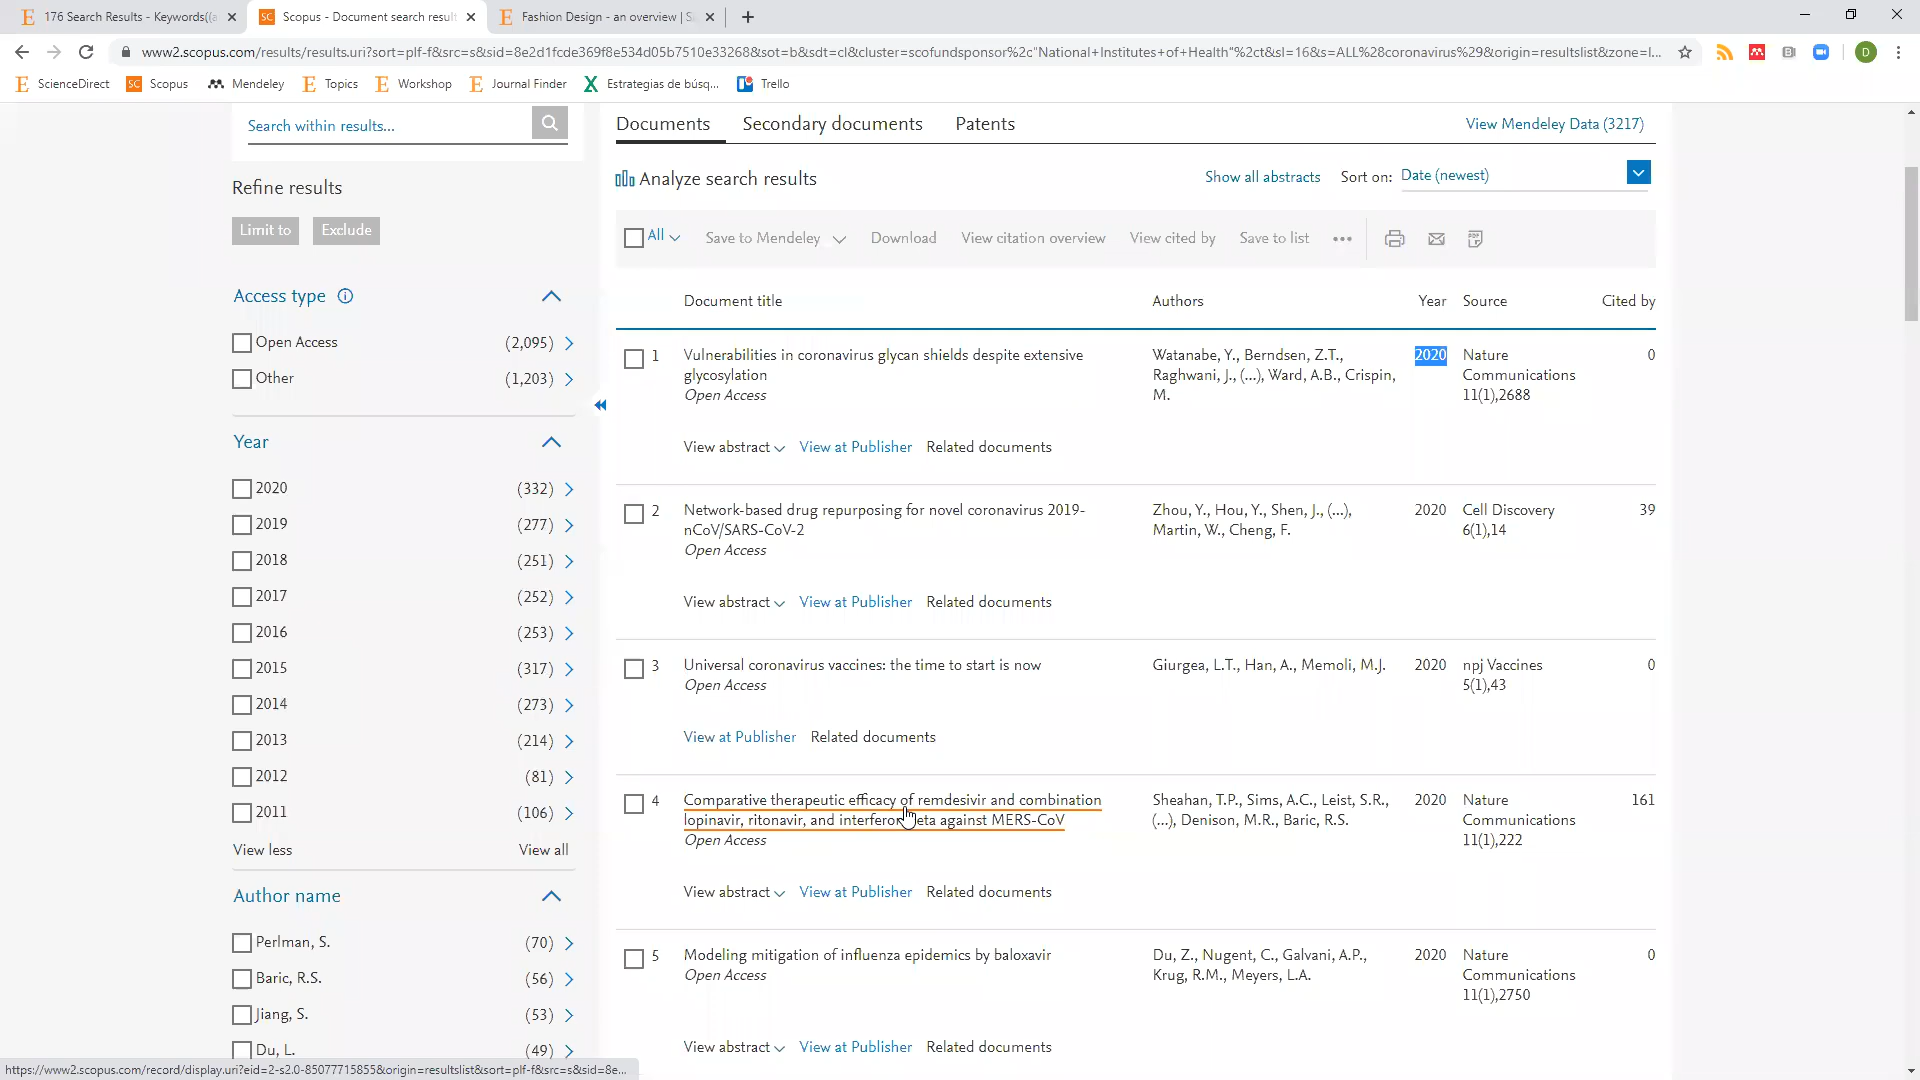 176 Search Results - Keywords((a
Scopus - Document search result
Fashion Design - an overview | S
www2.scopus.com/results/results.uri?sort=plf-f&src=s&sid=8e2d1fcde369f8e534d05b7510e33268&sot=b&sdt=cl&cluster=scofundsponsor%2c"National+Institutes+of+Health"%2ct&sl=16&s=ALL%28coronavirus%29&origin=resultslist&zone=l...
D
ScienceDirect
Scopus
Mendeley
Topics
Workshop
Journal Finder
Estrategias de búsq...
Trello
Search within results...
Documents Secondary documents Patents
View Mendeley Data (3217)
Refine results
Limit to Exclude
Analyze search results
Show all abstracts Sort on: Date (newest)
All Save to Mendeley Download View citation overview View cited by Save to list •••
Document title Authors Year Source Cited by
Access type
Open Access (2,095)
Other (1,203)
Year
2020 (332)
2019 (277)
2018 (251)
2017 (252)
2016 (253)
2015 (317)
2014 (273)
2013 (214)
2012 (81)
2011 (106)
View less View all
Author name
Perlman, S. (70)
Baric, R.S. (56)
Jiang, S. (53)
Du, L. (49)
1 Vulnerabilities in coronavirus glycan shields despite extensive
glycosylation
Open Access
Watanabe, Y., Berndsen, Z.T.,
Raghwani, J., (...), Ward, A.B., Crispin,
M.
2020
Nature
Communications
11(1),2688
0
View abstract View at Publisher Related documents
2 Network-based drug repurposing for novel coronavirus 2019-
nCoV/SARS-CoV-2
Open Access
Zhou, Y., Hou, Y., Shen, J., (...),
Martin, W., Cheng, F.
2020
Cell Discovery
6(1),14
39
View abstract View at Publisher Related documents
3 Universal coronavirus vaccines: the time to start is now
Open Access
Giurgea, L.T., Han, A., Memoli, M.J.
2020
npj Vaccines
5(1),43
0
View at Publisher Related documents
4 Comparative therapeutic efficacy of remdesivir and combination
lopinavir, ritonavir, and interferon eta against MERS-CoV
Open Access
Sheahan, T.P., Sims, A.C., Leist, S.R.,
(...), Denison, M.R., Baric, R.S.
2020
Nature
Communications
11(1),222
161
View abstract View at Publisher Related documents
5 Modeling mitigation of influenza epidemics by baloxavir
Open Access
Du, Z., Nugent, C., Galvani, A.P.,
Krug, R.M., Meyers, L.A.
2020
Nature
Communications
11(1),2750
0
View abstract View at Publisher Related documents
https://www2.scopus.com/record/display.uri?eid=2-s2.0-85077715855&origin=resultslist&sort=plf-f&src=s&sid=8e...